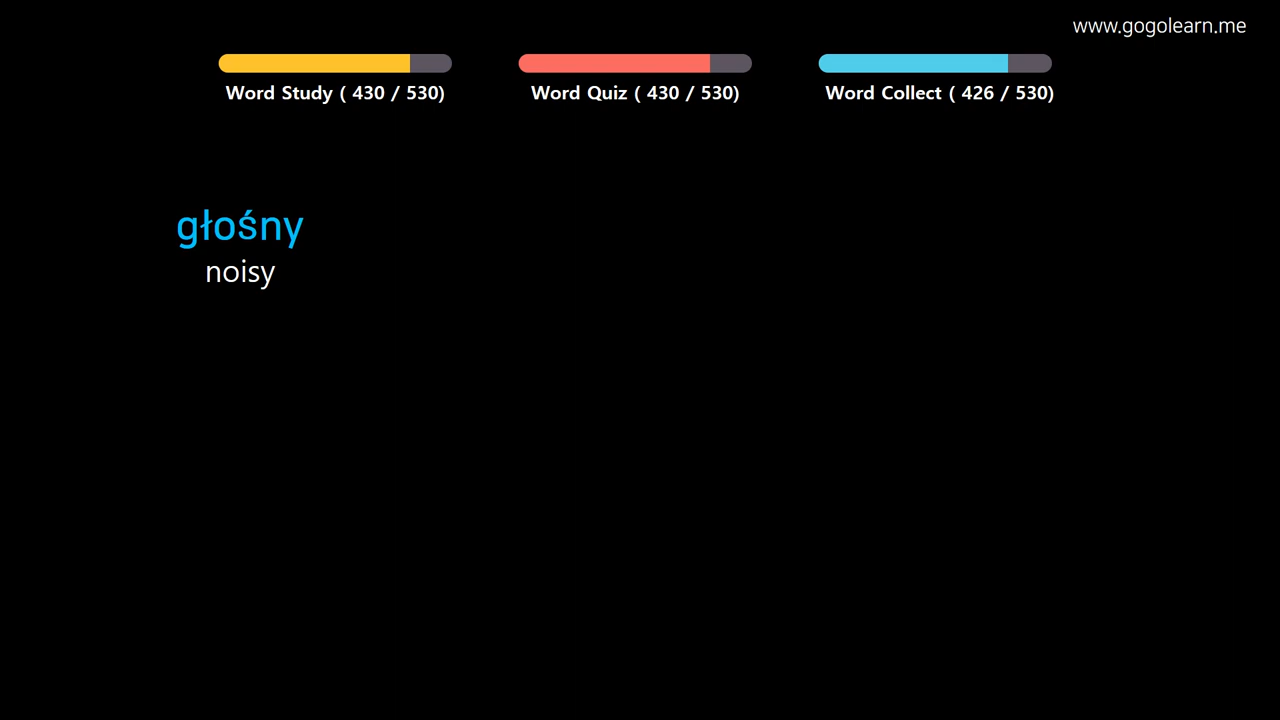 www.gogolearn.me
Word Study ( 430 / 530)
Word Quiz ( 430 / 530)
Word Collect ( 426 / 530)
głośny
noisy